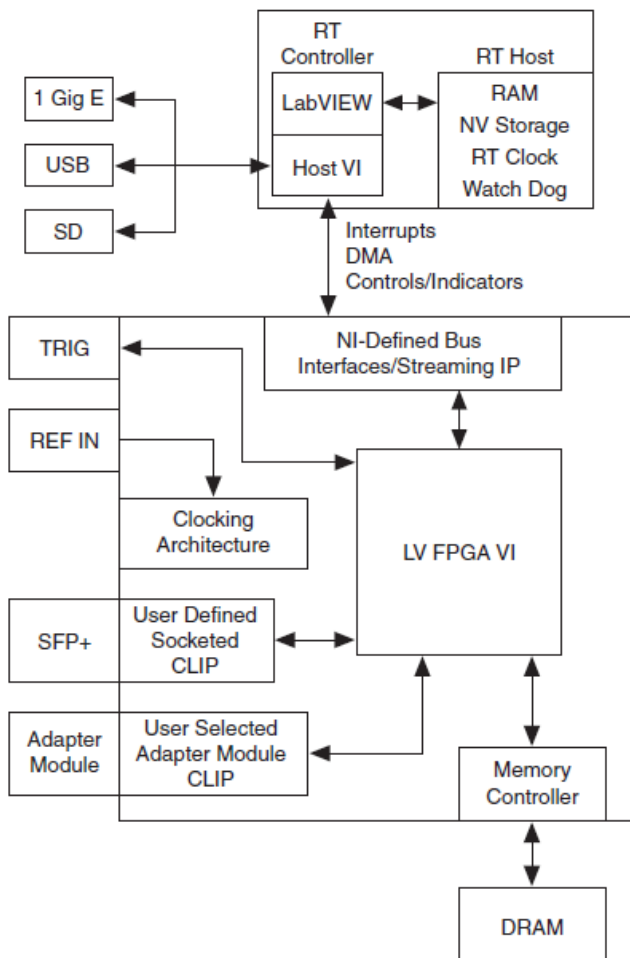 RT
Controller
RT Host
1 Gig E
LabVIEW
RAM
NV Storage
USB
Host VI
RT Clock
Watch Dog
SD
Interrupts
DMA
Controls/Indicators
TRIG
NI-Defined Bus
Interfaces/Streaming IP
REF IN
Clocking
Architecture
LV FPGA VI
SFP+
User Defined
Socketed
CLIP
Adapter
Module
User Selected
Adapter Module
CLIP
Memory
Controller
DRAM